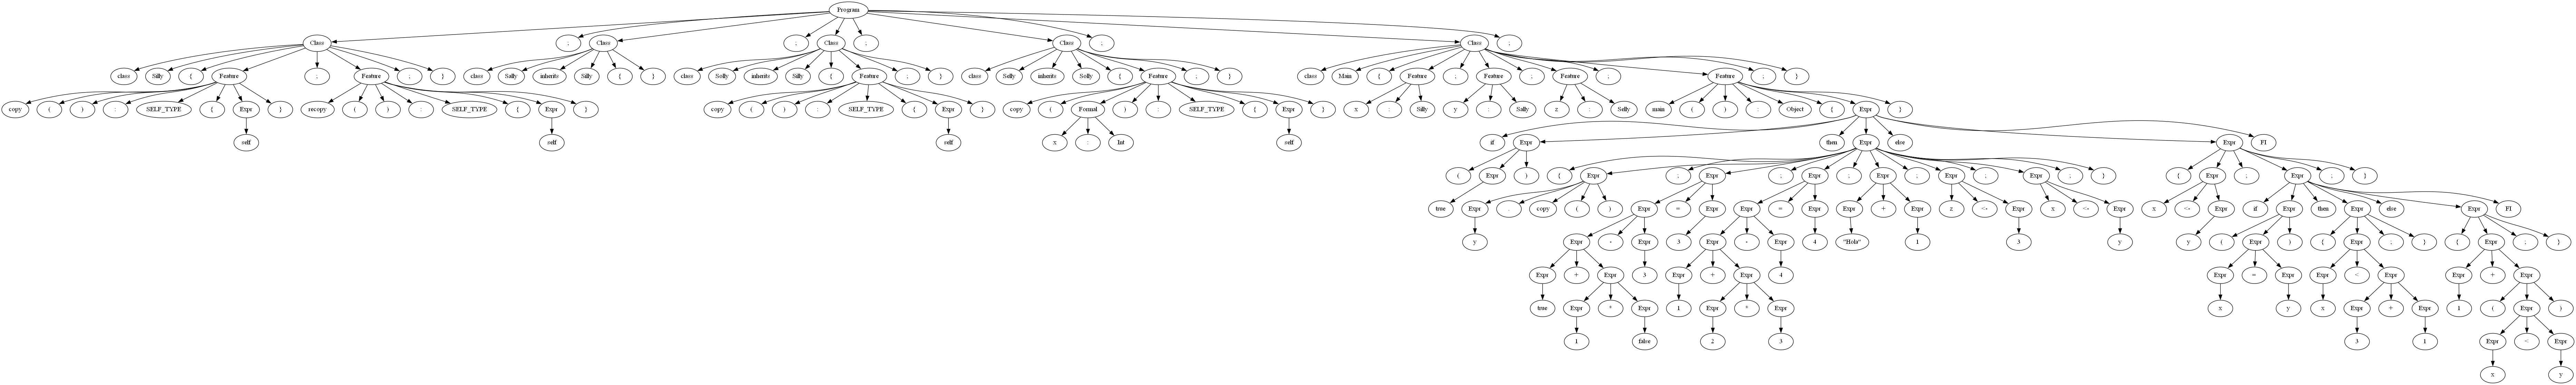 Program
Class ; Class ; Class ; Class ; Class ;
class Silly { Feature ; Feature ; } class Sally inherits Silly { } class Solly inherits Silly { Feature ; } class Selly inherits Solly { Feature ; } class Main { Feature ; Feature ; Feature ; Feature ; }
copy ( ) : SELF_TYPE { Expr } recopy ( ) : SELF_TYPE { Expr } copy ( ) : SELF_TYPE { Expr } copy ( Formal ) : SELF_TYPE { Expr } x : Silly y : Sally z : Selly main ( ) : Object { Expr }
self self self x : Int self if Expr then Expr else Expr FI
( Expr ) { Expr ; Expr ; Expr ; Expr ; Expr ; Expr ; } { Expr ; Expr ; }
true Expr . copy ( ) Expr = Expr Expr = Expr Expr + Expr z <- Expr x <- Expr x <- Expr if Expr then Expr else Expr FI
y Expr - Expr 3 Expr - Expr 4 "Hola" 1 3 y y ( Expr ) { Expr ; } { Expr ; }
Expr + Expr 3 Expr + Expr 4 Expr = Expr Expr < Expr Expr + Expr
true Expr * Expr 1 Expr * Expr x y x Expr + Expr 1 ( Expr )
1 false 2 3 3 1 Expr < Expr
x y